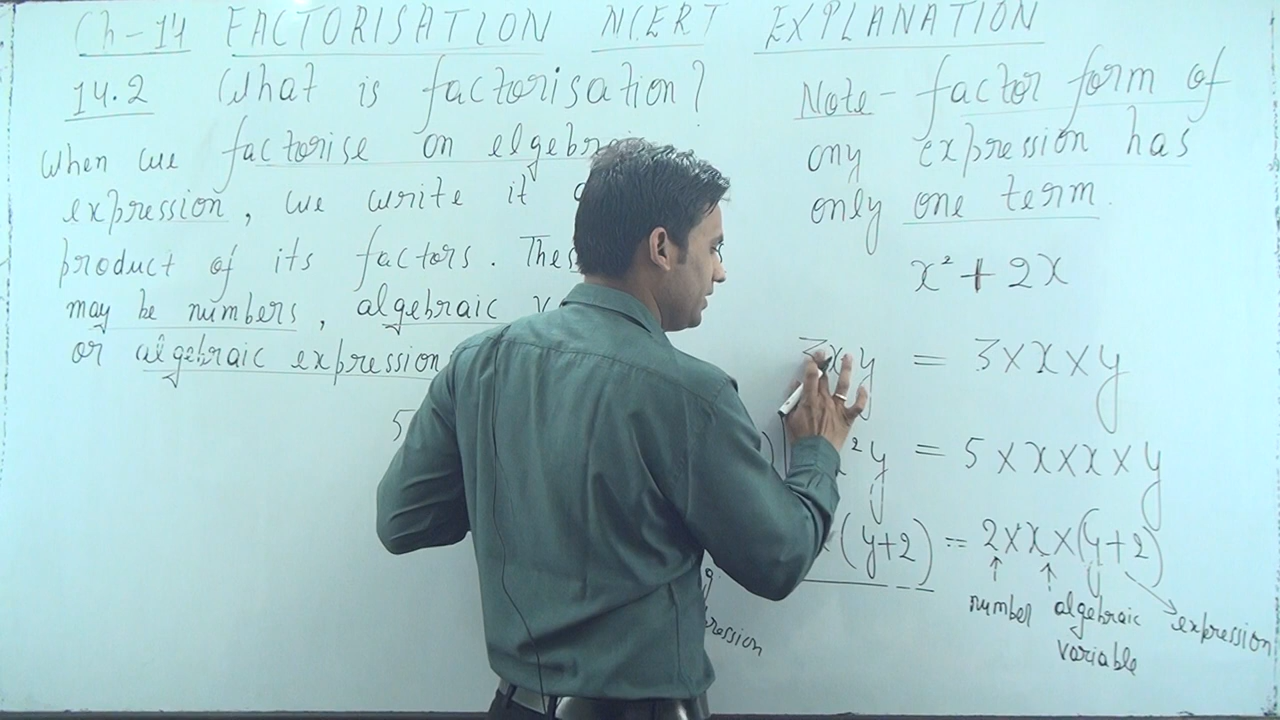 Ch-14 FACTORISATION NCERT EXPLANATION
14.2 What is factorisation?
When we factorise an algebraic
expression, we write it
product of its factors. These
may be numbers, algebraic
or algebraic expression
5
Note - factor form of
any expression has
only one term.
x² + 2x
3xy = 3×x×y
x²y = 5×x×x×y
(y+2) = 2×x×(y+2)
number
algebraic
variable
expression